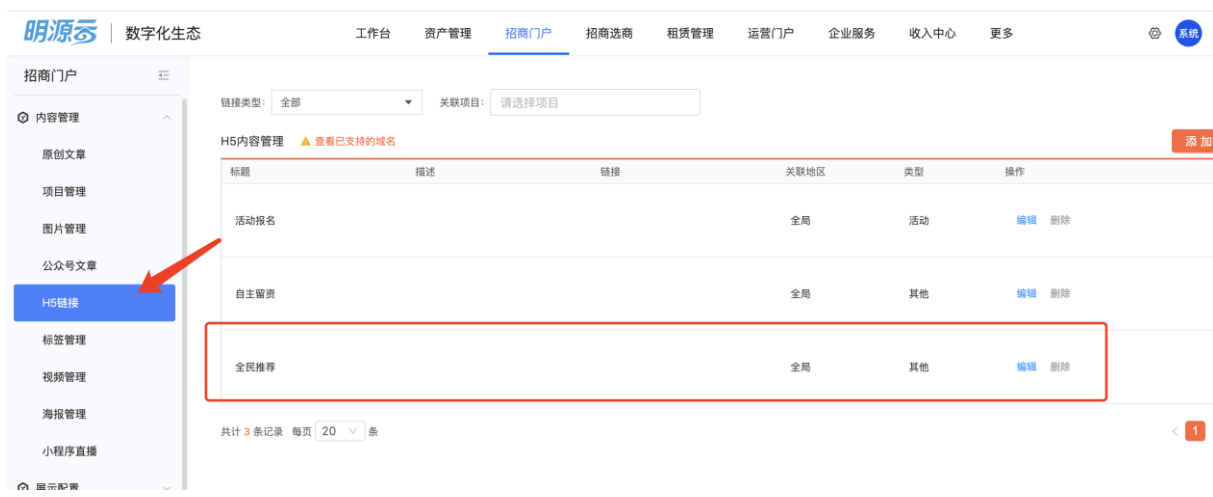 明源云 数字化生态 工作台 资产管理 招商门户 招商选商 租赁管理 运营门户 企业服务 收入中心 更多 系统
招商门户
内容管理
原创文章
项目管理
图片管理
公众号文章
H5链接
标签管理
视频管理
海报管理
小程序直播
展示配置
链接类型: 全部 关联项目: 请选择项目
H5内容管理 查看已支持的域名 添加
标题 描述 链接 关联地区 类型 操作
活动报名 全局 活动 编辑 删除
自主留资 全局 其他 编辑 删除
全民推荐 全局 其他 编辑 删除
共计 3 条记录 每页 20 条 1